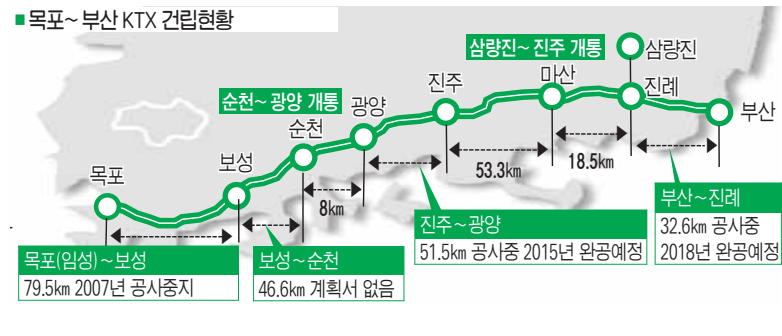 ■ 목포~ 부산 KTX 건립현황
삼량진~ 진주 개통
삼량진
순천~ 광양 개통
진주
마산
진례
광양
부산
순천
보성
목포
53.3㎞
18.5㎞
8㎞
부산~진례
32.6㎞ 공사중
2018년 완공예정
진주~광양
51.5㎞ 공사중 2015년 완공예정
목포(임성)~보성
79.5㎞ 2007년 공사중지
보성~순천
46.6㎞ 계획서 없음